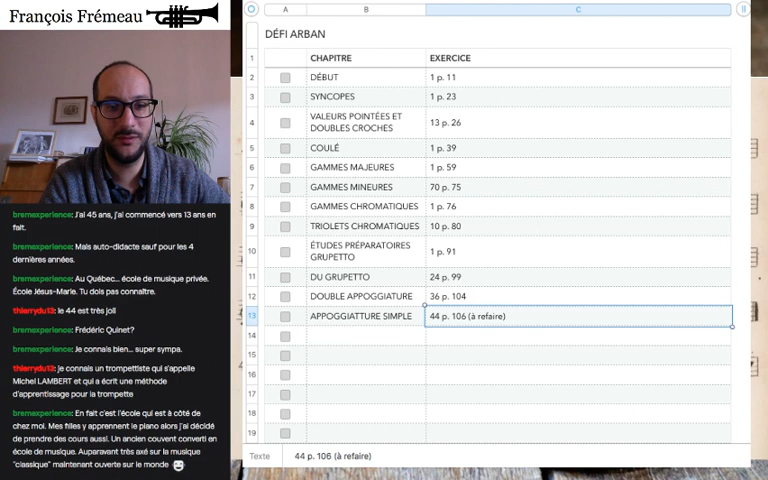 François Frémeau
bremexperience: J'ai 45 ans, j'ai commencé vers 13 ans en
fait.
bremexperience: Mais auto-didacte sauf pour les 4
dernières années.
bremexperience: Au Québec... école de musique privée.
École Jésus-Marie. Tu dois pas connaître.
thierrydu13: le 44 est très joli
bremexperience: Frédéric Quinet?
bremexperience: Je connais bien... super sympa.
thierrydu13: je connais un trompettiste qui s'appelle
Michel LAMBERT et qui a écrit une méthode
d'apprentissage pour la trompette
bremexperience: En fait c'est l'école qui est à côté de
chez moi. Mes filles y apprennent le piano alors j'ai décidé
de prendre des cours aussi. Un ancien couvent converti en
école de musique. Auparavant très axé sur la musique
"classique" maintenant ouverte sur le monde
A B C
DÉFI ARBAN
1 CHAPITRE EXERCICE
2 DÉBUT 1 p. 11
3 SYNCOPES 1 p. 23
4 VALEURS POINTÉES ET
DOUBLES CROCHES 13 p. 26
5 COULÉ 1 p. 39
6 GAMMES MAJEURES 1 p. 59
7 GAMMES MINEURES 70 p. 75
8 GAMMES CHROMATIQUES 1 p. 76
9 TRIOLETS CHROMATIQUES 10 p. 80
10 ÉTUDES PRÉPARATOIRES
GRUPETTO 1 p. 91
11 DU GRUPETTO 24 p. 99
12 DOUBLE APPOGGIATURE 36 p. 104
13 APPOGGIATTURE SIMPLE 44 p. 106 (à refaire)
14
15
16
17
18
19
Texte 44 p. 106 (à refaire)